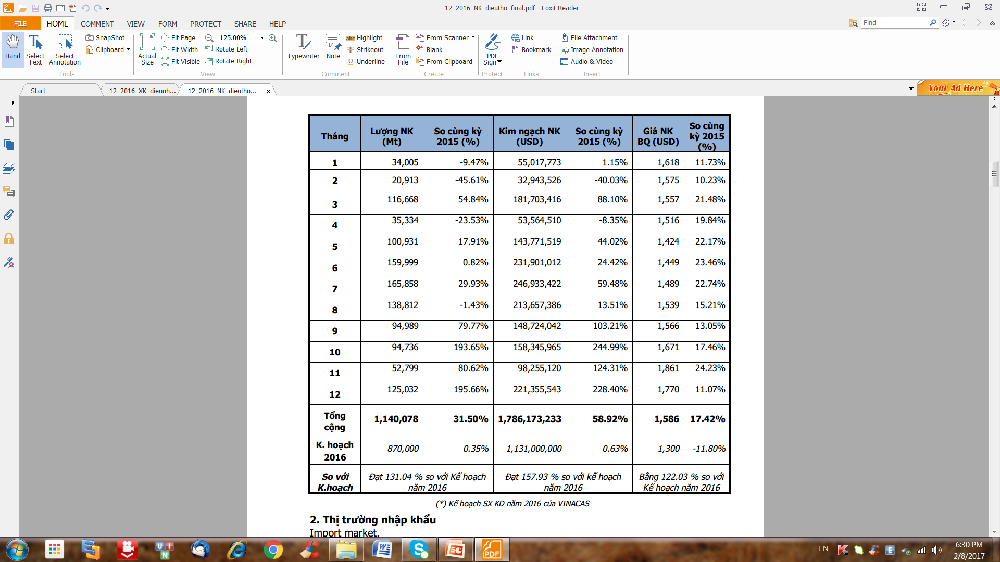 12_2016_NK_dieutho_final.pdf - Foxit Reader
FILE HOME COMMENT VIEW FORM PROTECT SHARE HELP
Find
Hand
Select Text
Select Annotation
SnapShot
Clipboard
Tools
Actual Size
Fit Page
Fit Width
Fit Visible
125.00%
Rotate Left
Rotate Right
View
Typewriter
Note
Highlight
Strikeout
Underline
Comment
From File
From Scanner
Blank
From Clipboard
Create
PDF Sign
Protect
Link
Bookmark
Links
File Attachment
Image Annotation
Audio & Video
Insert
Start 12_2016_XK_dieunh... 12_2016_NK_dieutho...
Your Ad Here
Ad
Tháng Lượng NK (Mt) So cùng kỳ 2015 (%) Kim ngạch NK (USD) So cùng kỳ 2015 (%) Giá NK BQ (USD) So cùng kỳ 2015 (%)
1 34,005 -9.47% 55,017,773 1.15% 1,618 11.73%
2 20,913 -45.61% 32,943,526 -40.03% 1,575 10.23%
3 116,668 54.84% 181,703,416 88.10% 1,557 21.48%
4 35,334 -23.53% 53,564,510 -8.35% 1,516 19.84%
5 100,931 17.91% 143,771,519 44.02% 1,424 22.17%
6 159,999 0.82% 231,901,012 24.42% 1,449 23.46%
7 165,858 29.93% 246,933,422 59.48% 1,489 22.74%
8 138,812 -1.43% 213,657,386 13.51% 1,539 15.21%
9 94,989 79.77% 148,724,042 103.21% 1,566 13.05%
10 94,736 193.65% 158,345,965 244.99% 1,671 17.46%
11 52,799 80.62% 98,255,120 124.31% 1,861 24.23%
12 125,032 195.66% 221,355,543 228.40% 1,770 11.07%
Tổng cộng 1,140,078 31.50% 1,786,173,233 58.92% 1,586 17.42%
K. hoạch 2016 870,000 0.35% 1,131,000,000 0.63% 1,300 -11.80%
So với K.hoạch Đạt 131.04 % so với Kế hoạch năm 2016 Đạt 157.93 % so với kế hoạch năm 2016 Bằng 122.03 % so với Kế hoạch năm 2016
(*) Kế hoạch SX KD năm 2016 của VINACAS
2. Thị trường nhập khẩu
Import market.
EN
6:30 PM
2/8/2017